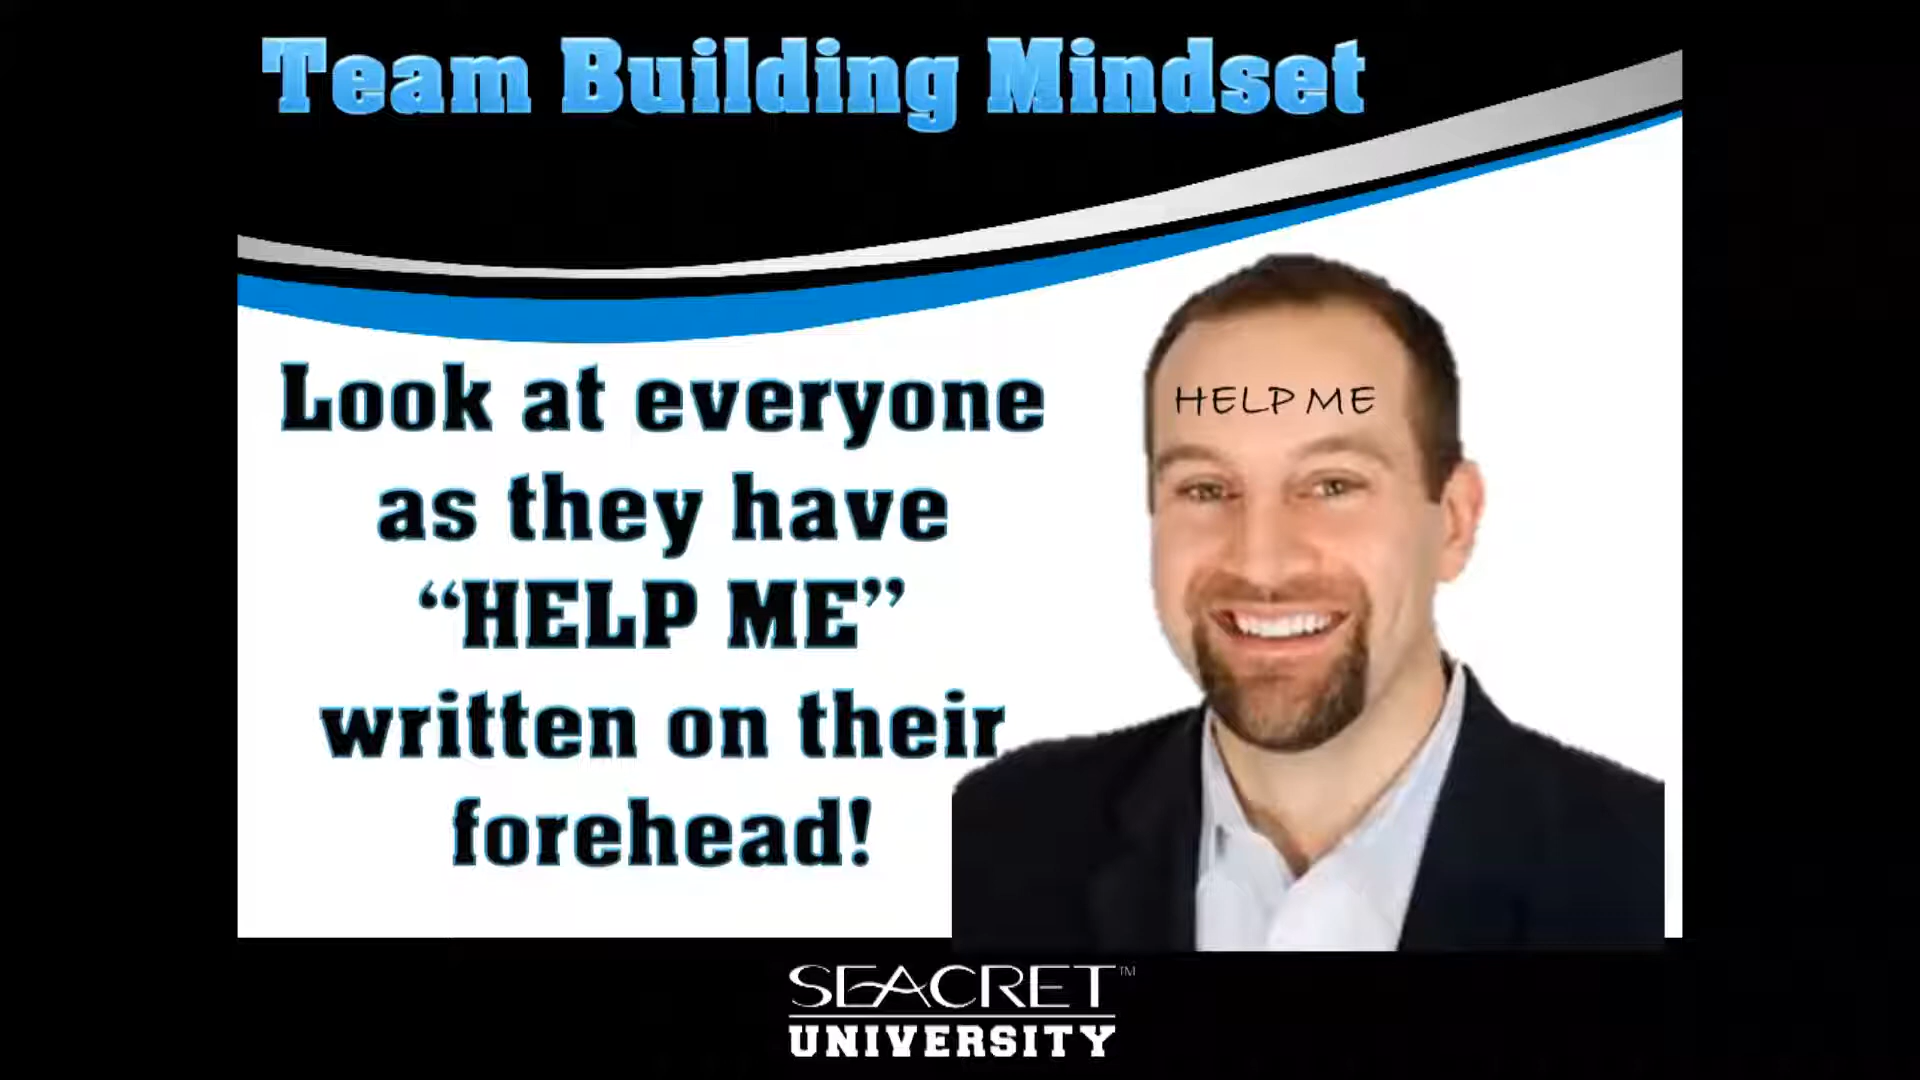 Team Building Mindset
HELP ME
Look at everyone
as they have
“HELP ME”
written on their
forehead!
SEACRET™
UNIVERSITY